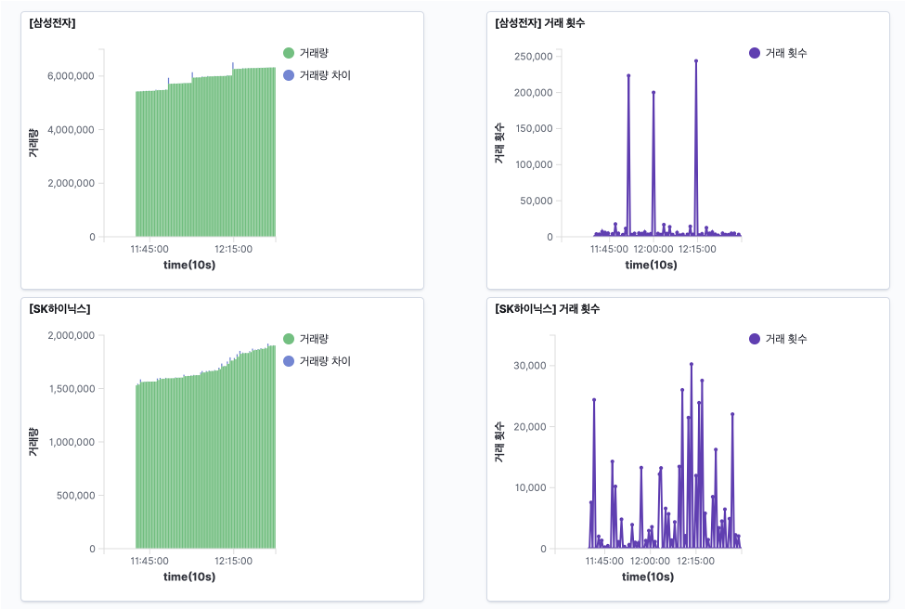 [삼성전자]
거래량
거래량 차이
6,000,000
4,000,000
2,000,000
0
거래량
11:45:00
12:15:00
time(10s)
[삼성전자] 거래 횟수
거래 횟수
250,000
200,000
150,000
100,000
50,000
0
거래 횟수
11:45:00
12:00:00
12:15:00
time(10s)
[SK하이닉스]
거래량
거래량 차이
2,000,000
1,500,000
1,000,000
500,000
0
거래량
11:45:00
12:15:00
time(10s)
[SK하이닉스] 거래 횟수
거래 횟수
30,000
20,000
10,000
0
거래 횟수
11:45:00
12:00:00
12:15:00
time(10s)